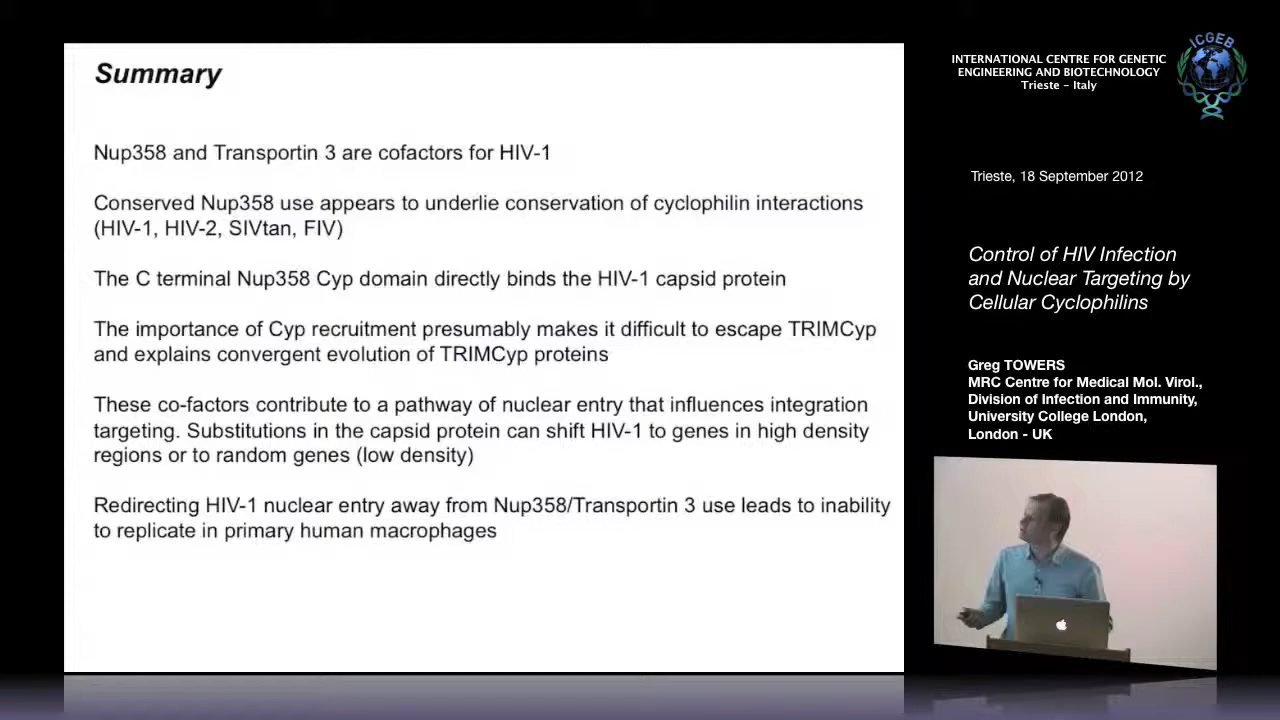 Summary
Nup358 and Transportin 3 are cofactors for HIV-1
Conserved Nup358 use appears to underlie conservation of cyclophilin interactions
(HIV-1, HIV-2, SIVtan, FIV)
The C terminal Nup358 Cyp domain directly binds the HIV-1 capsid protein
The importance of Cyp recruitment presumably makes it difficult to escape TRIMCyp
and explains convergent evolution of TRIMCyp proteins
These co-factors contribute to a pathway of nuclear entry that influences integration
targeting. Substitutions in the capsid protein can shift HIV-1 to genes in high density
regions or to random genes (low density)
Redirecting HIV-1 nuclear entry away from Nup358/Transportin 3 use leads to inability
to replicate in primary human macrophages
INTERNATIONAL CENTRE FOR GENETIC
ENGINEERING AND BIOTECHNOLOGY
Trieste - Italy
ICGEB
Trieste, 18 September 2012
Control of HIV Infection
and Nuclear Targeting by
Cellular Cyclophilins
Greg TOWERS
MRC Centre for Medical Mol. Virol.,
Division of Infection and Immunity,
University College London,
London - UK